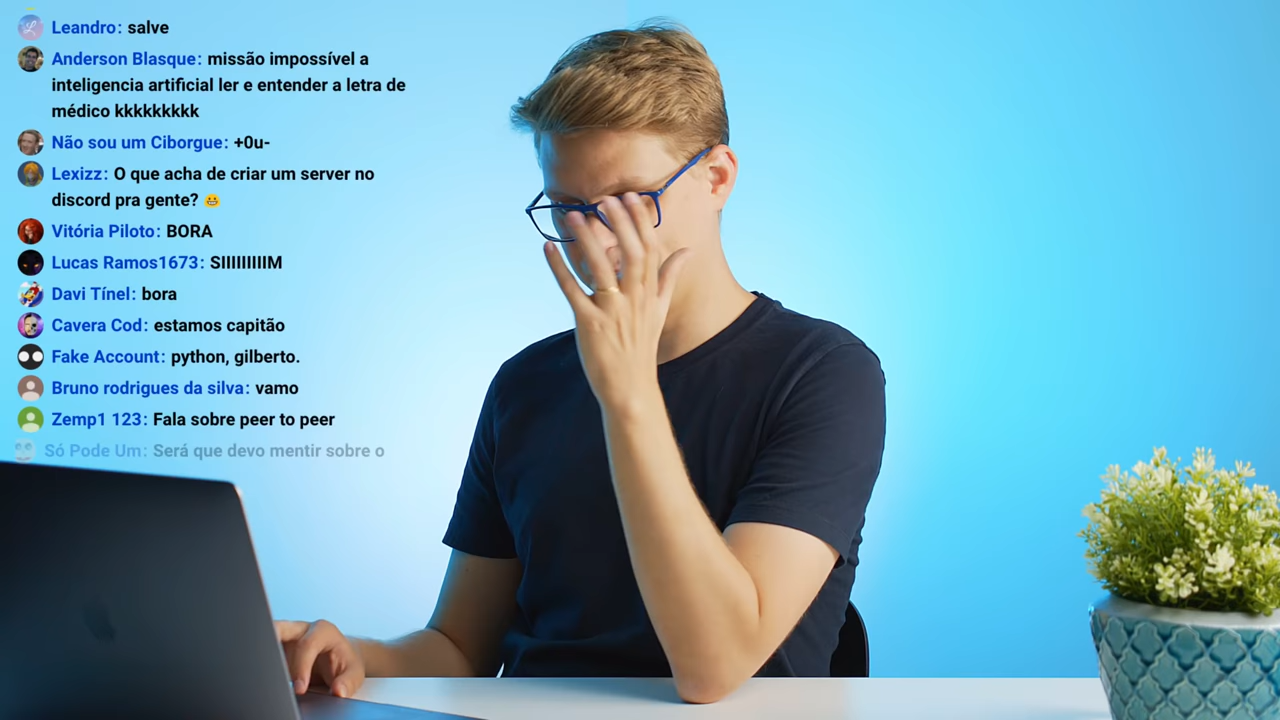 Leandro: salve
Anderson Blasque: missão impossível a
inteligencia artificial ler e entender a letra de
médico kkkkkkkkk
Não sou um Ciborgue: +0u-
Lexizz: O que acha de criar um server no
discord pra gente? 😀
Vitória Piloto: BORA
Lucas Ramos1673: SIIIIIIIIIM
Davi Tínel: bora
Cavera Cod: estamos capitão
Fake Account: python, gilberto.
Bruno rodrigues da silva: vamo
Zemp1 123: Fala sobre peer to peer
Só Pode Um: Será que devo mentir sobre o